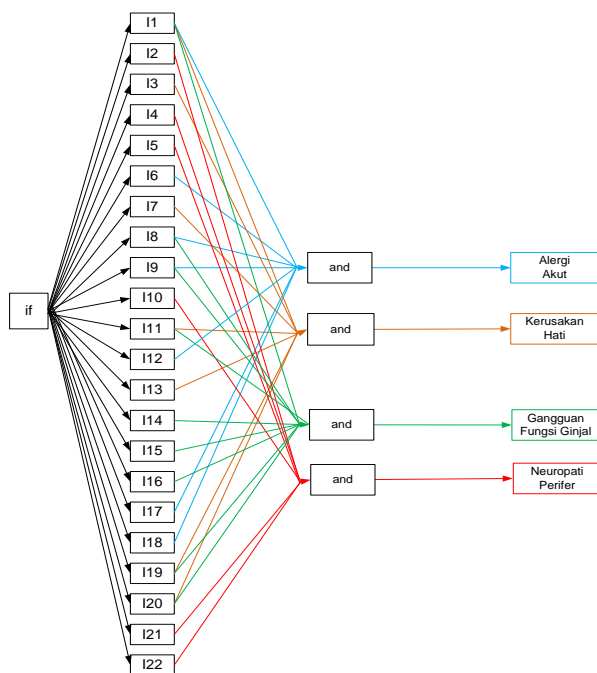 I1
I2
I3
I4
I5
I6
I7
I8
I9
I10
I11
I12
I13
I14
I15
I16
I17
I18
I19
I20
I21
I22
if
and
and
and
and
Alergi
Akut
Kerusakan
Hati
Gangguan
Fungsi Ginjal
Neuropati
Perifer